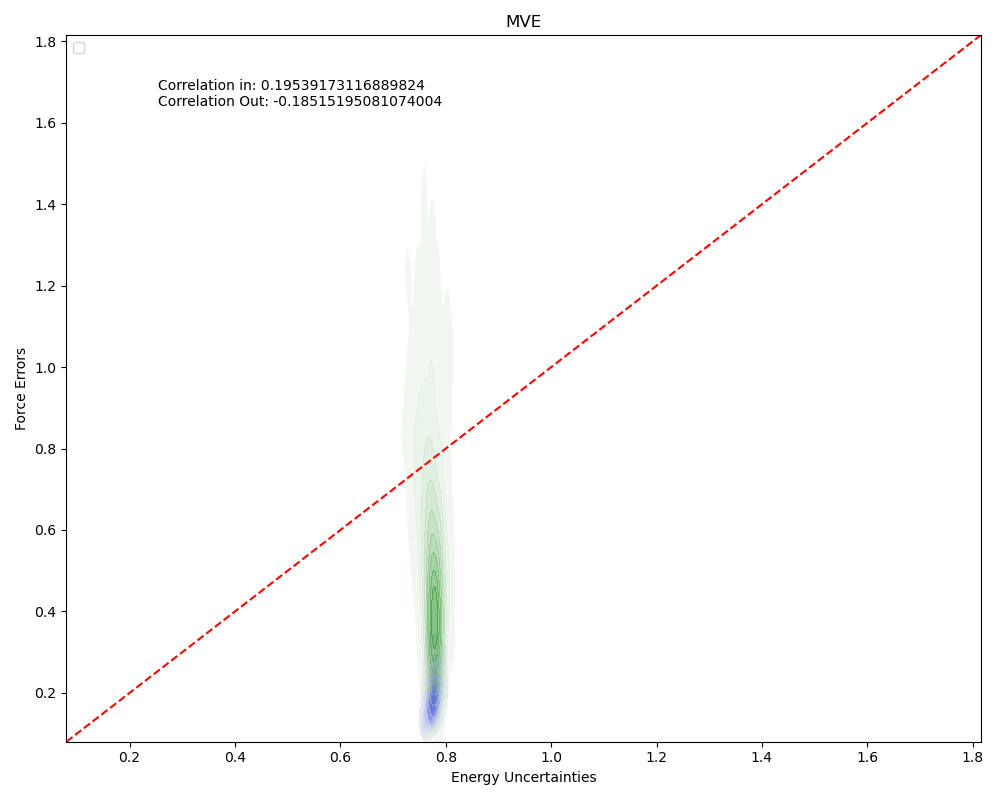 MVE
1.8
Correlation in: 0.19539173116889824
Correlation Out: -0.18515195081074004
1.6
1.4
1.2
1.0
0.8
0.6
0.4
0.2
Force Errors
0.2 0.4 0.6 0.8 1.0 1.2 1.4 1.6 1.8
Energy Uncertainties